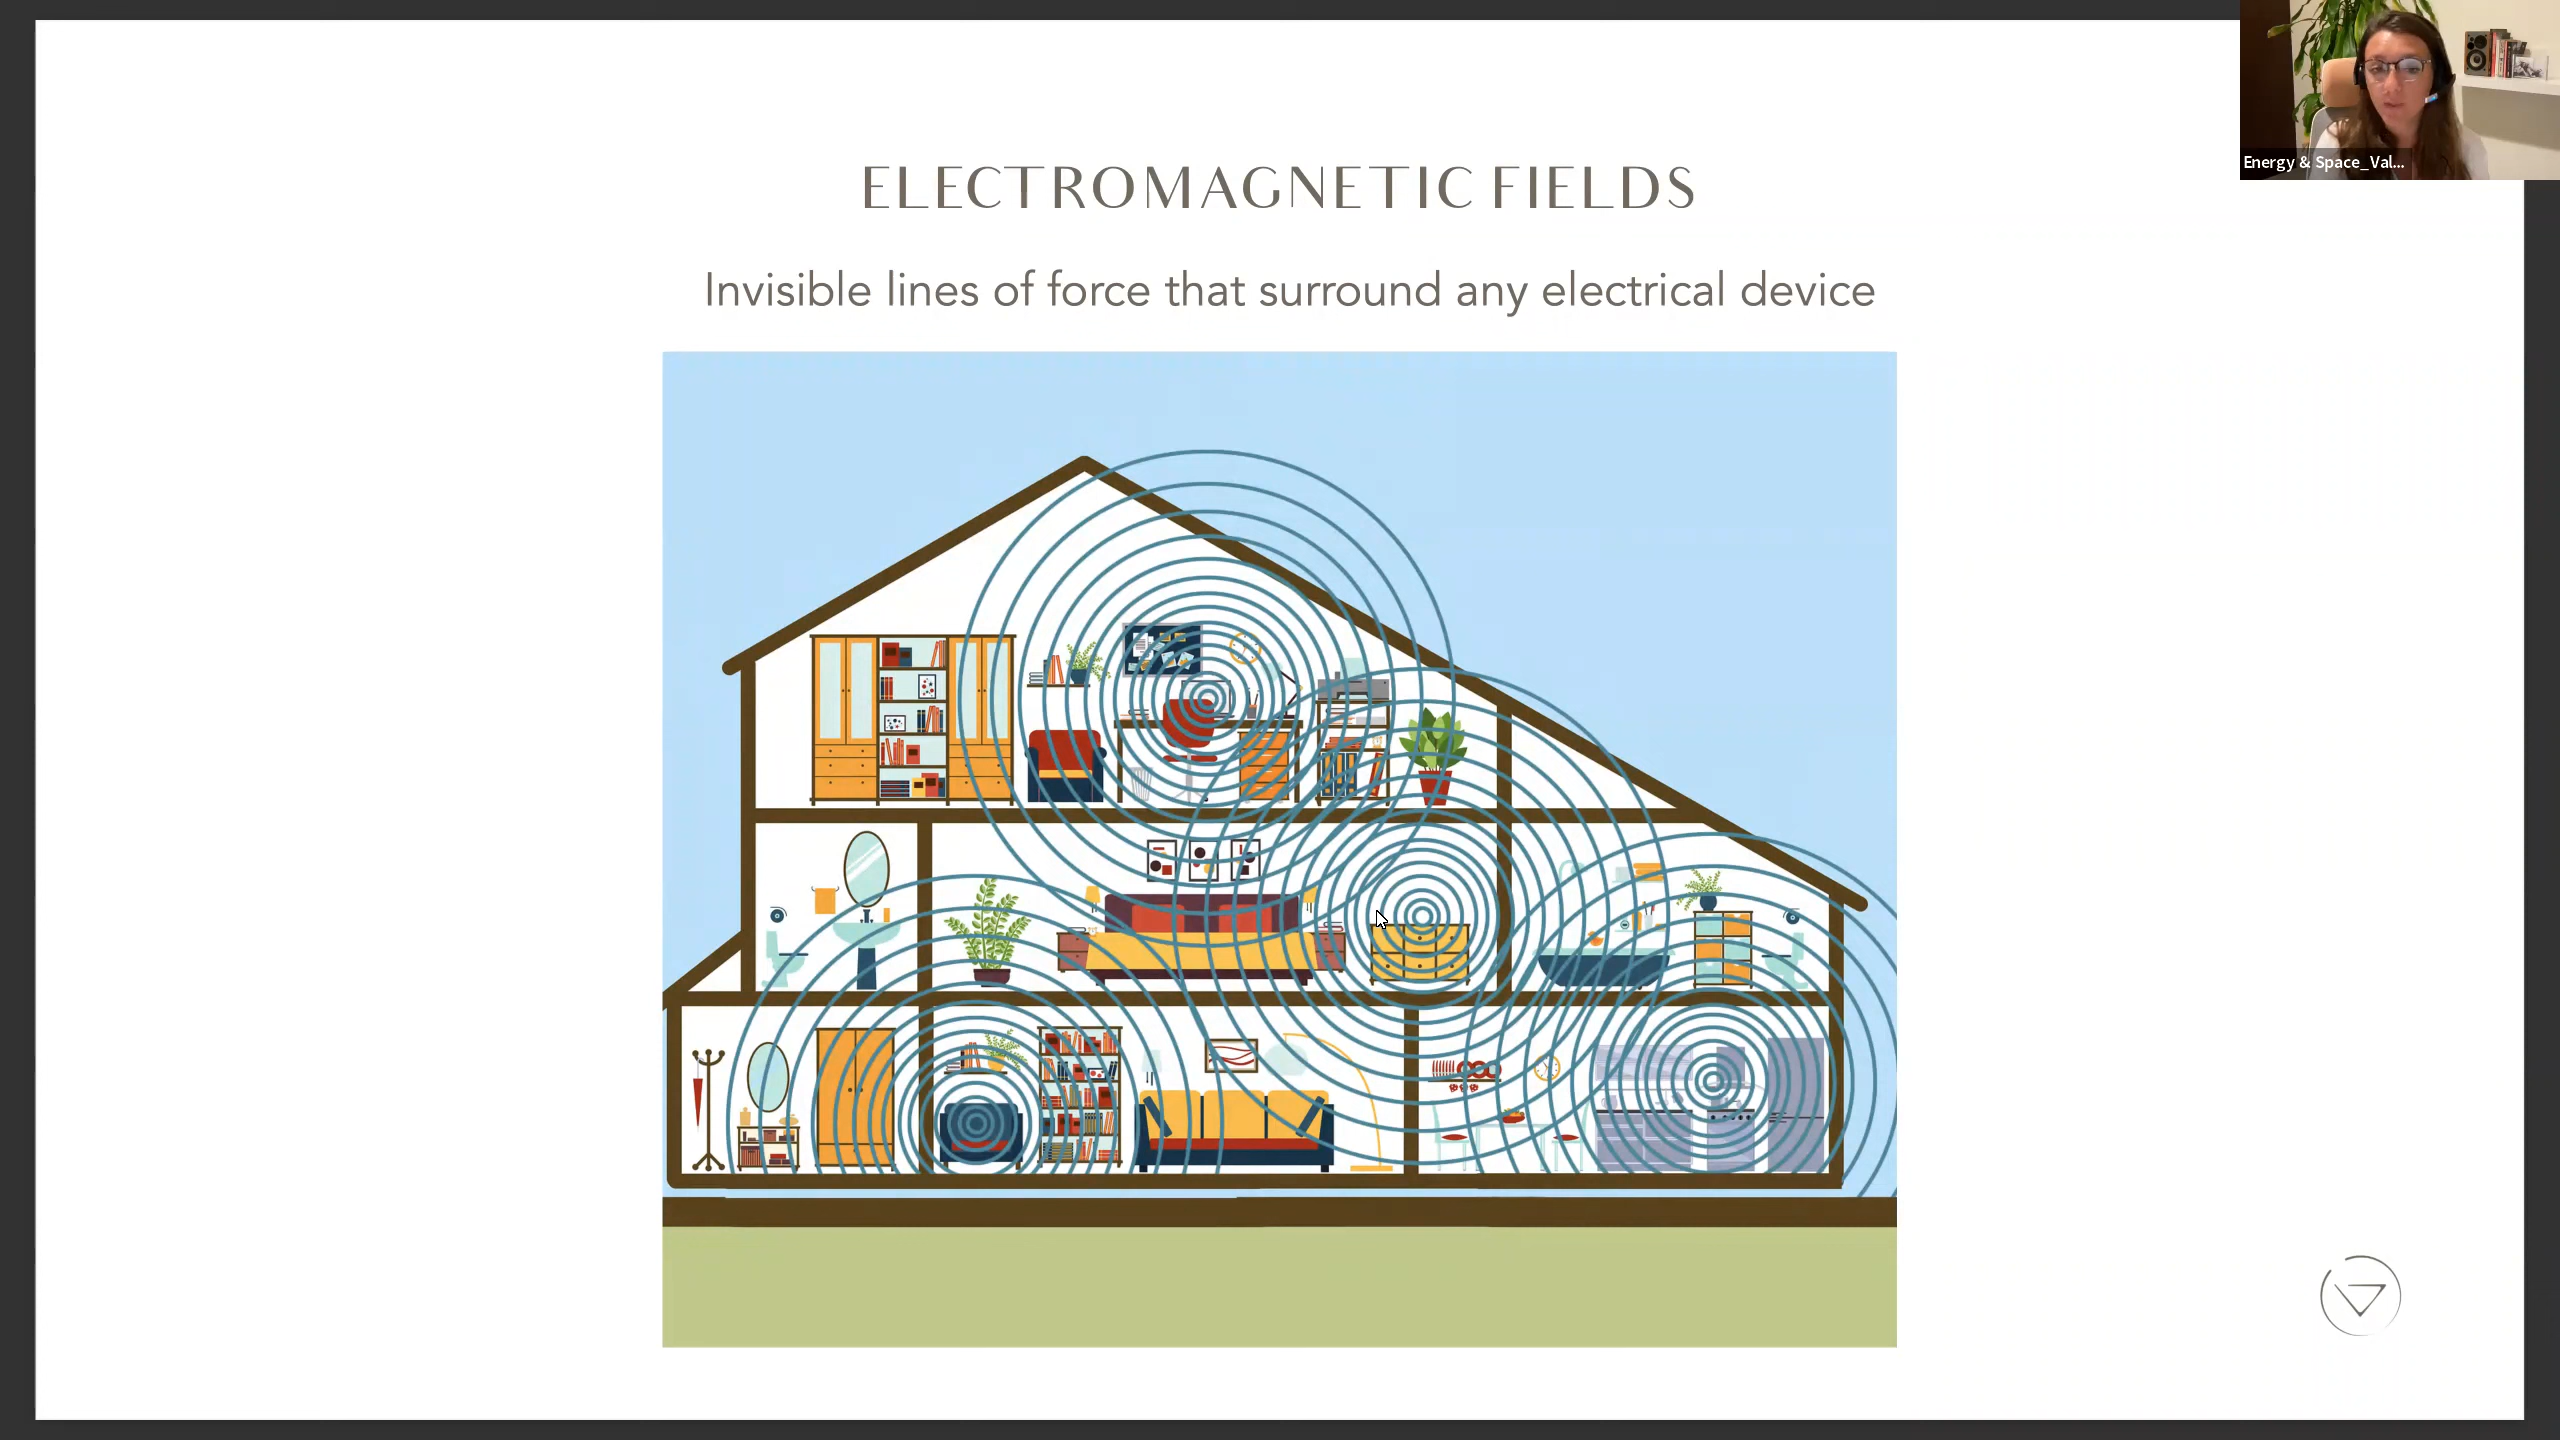 ELECTROMAGNETIC FIELDS
Invisible lines of force that surround any electrical device
Energy & Space_Val...